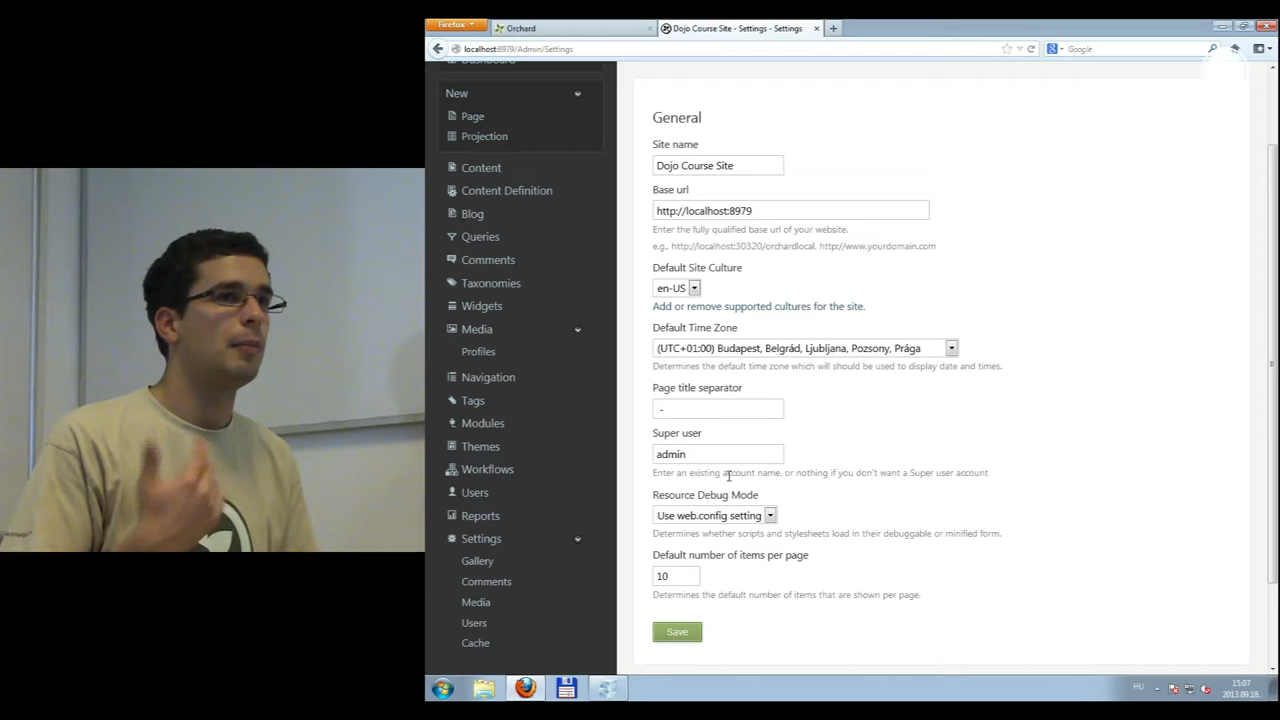 Firefox
Orchard
Dojo Course Site - Settings - Settings
localhost:8979/Admin/Settings
Google
Dashboard
New
Page
Projection
Content
Content Definition
Blog
Queries
Comments
Taxonomies
Widgets
Media
Profiles
Navigation
Tags
Modules
Themes
Workflows
Users
Reports
Settings
Gallery
Comments
Media
Users
Cache
General
Site name
Dojo Course Site
Base url
http://localhost:8979
Enter the fully qualified base url of your website.
e.g., http://localhost:30320/orchardlocal, http://www.yourdomain.com
Default Site Culture
en-US
Add or remove supported cultures for the site.
Default Time Zone
(UTC+01:00) Budapest, Belgrád, Ljubljana, Pozsony, Prága
Determines the default time zone which will should be used to display date and times.
Page title separator
-
Super user
admin
Enter an existing account name, or nothing if you don't want a Super user account
Resource Debug Mode
Use web.config setting
Determines whether scripts and stylesheets load in their debuggable or minified form.
Default number of items per page
10
Determines the default number of items that are shown per page.
Save
HU
15:07
2013.09.18.